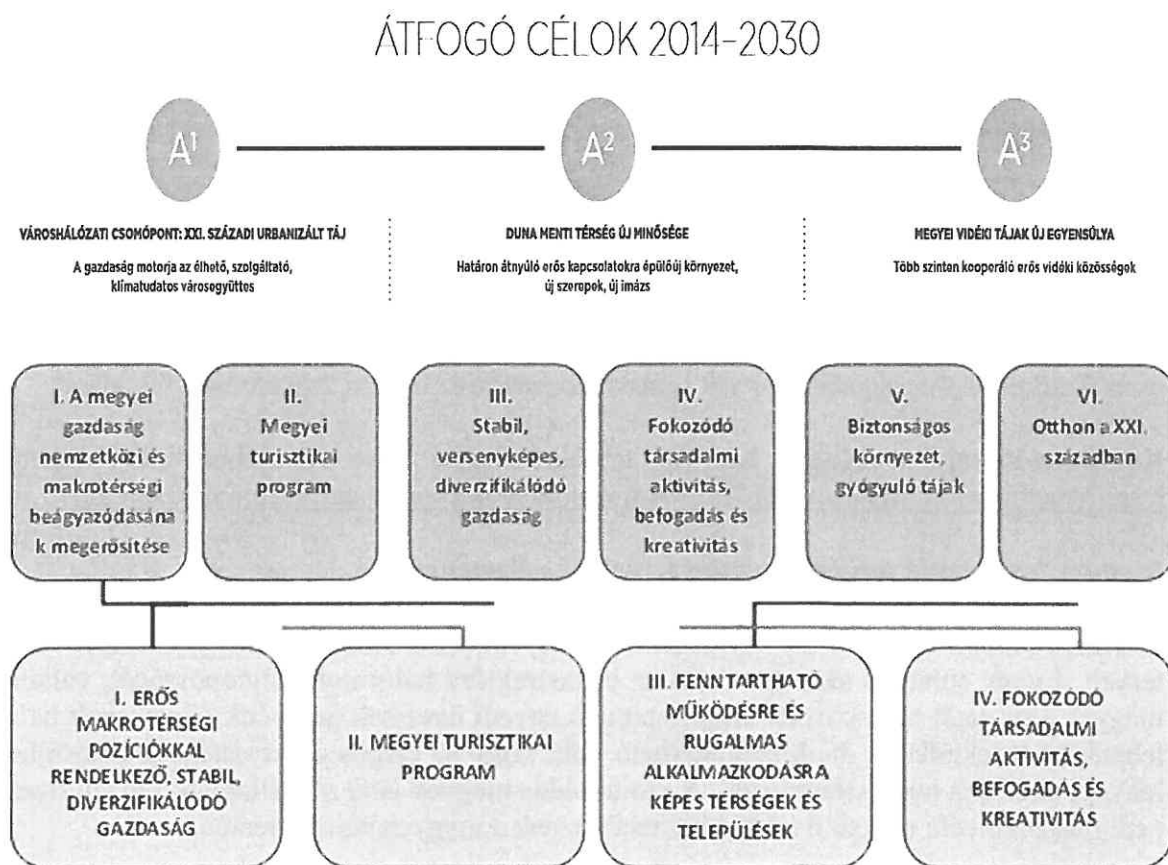 ÁTFOGÓ CÉLOK 2014-2030
A1
A2
A3
VÁROSHÁLÓZATI CSOMÓPONT: XXI. SZÁZADI URBANIZÁLT TÁJ
A gazdaság motorja az élhető, szolgáltató,
klímatudatos városegyüttes
DUNA MENTI TÉRSÉG ÚJ MINŐSÉGE
Határon átnyúló erős kapcsolatokra épülőúj környezet,
új szerepek, új imázs
MEGYEI VIDÉKI TÁJAK ÚJ EGYENSÚLYA
Több szinten kooperáló erős vidéki közösségek
I. A megyei
gazdaság
nemzetközi és
makrotérségi
beágyazódásána
k megerősítése
II.
Megyei
turisztikai
program
III.
Stabil,
versenyképes,
diverzifikálódó
gazdaság
IV.
Fokozódó
társadalmi
aktivitás,
befogadás és
kreativitás
V.
Biztonságos
környezet,
gyógyuló tájak
VI.
Otthon a XXI.
században
I. ERŐS
MAKROTÉRSÉGI
POZÍCIÓKKAL
RENDELKEZŐ, STABIL,
DIVERZIFIKÁLÓDÓ
GAZDASÁG
II. MEGYEI TURISZTIKAI
PROGRAM
III. FENNTARTHATÓ
MŰKÖDÉSRE ÉS
RUGALMAS
ALKALMAZKODÁSRA
KÉPES TÉRSÉGEK ÉS
TELEPÜLÉSEK
IV. FOKOZÓDÓ
TÁRSADALMI
AKTIVITÁS,
BEFOGADÁS ÉS
KREATIVITÁS